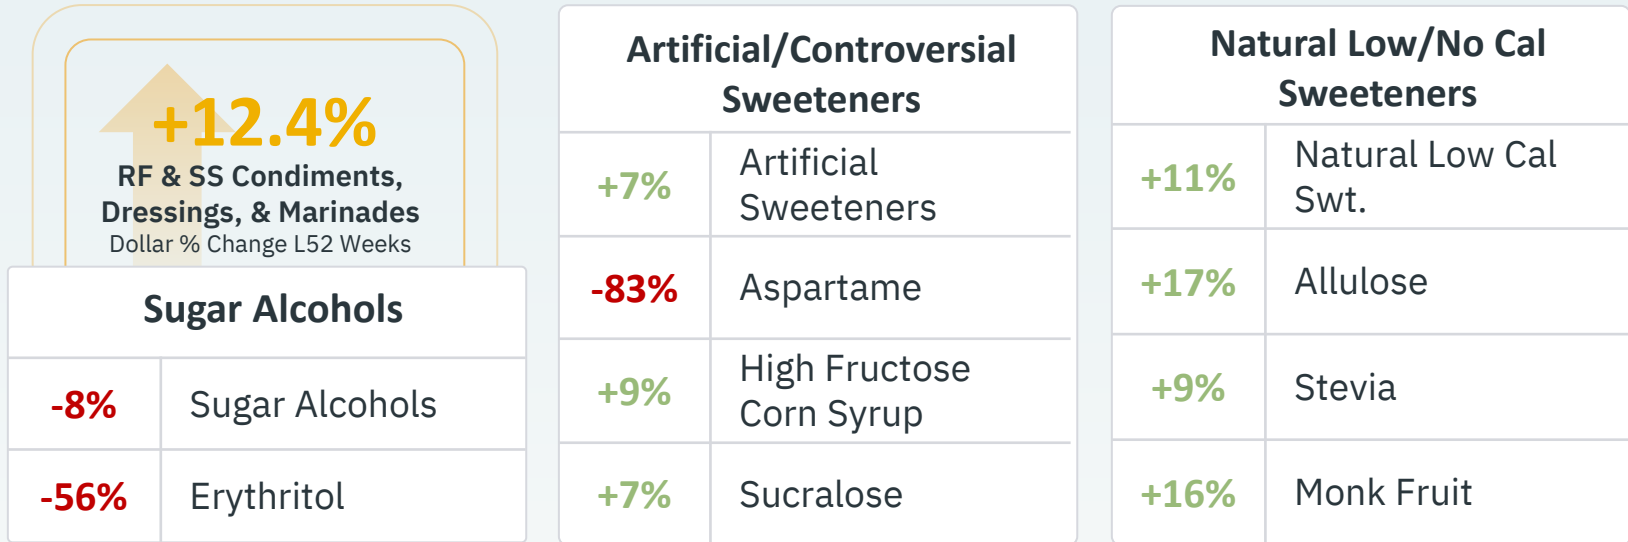 +12.4%
RF & SS Condiments,
Dressings, & Marinades
Dollar % Change L52 Weeks
Sugar Alcohols
-8% Sugar Alcohols
-56% Erythritol
Artificial/Controversial
Sweeteners
+7% Artificial
Sweeteners
-83% Aspartame
+9% High Fructose
Corn Syrup
+7% Sucralose
Natural Low/No Cal
Sweeteners
+11% Natural Low Cal
Swt.
+17% Allulose
+9% Stevia
+16% Monk Fruit